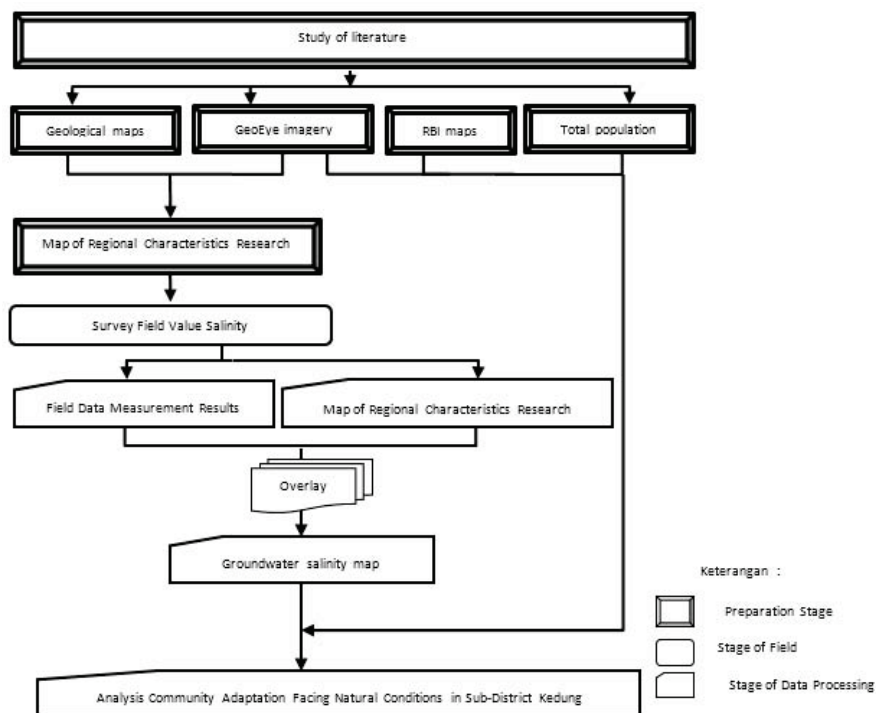 Study of literature
Geological maps
GeoEye imagery
RBI maps
Total population
Map of Regional Characteristics Research
Survey Field Value Salinity
Field Data Measurement Results
Map of Regional Characteristics Research
Overlay
Groundwater salinity map
Analysis Community Adaptation Facing Natural Conditions in Sub-District Kedung
Keterangan :
Preparation Stage
Stage of Field
Stage of Data Processing